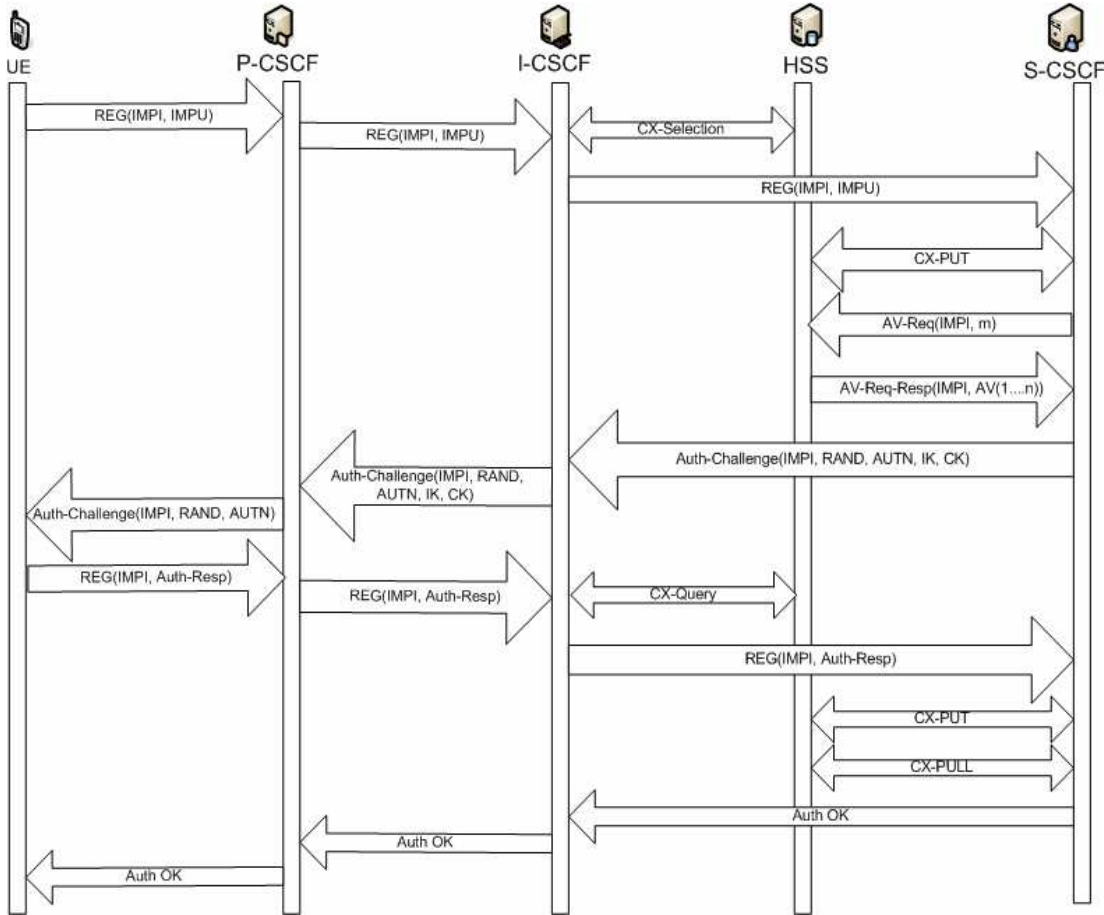 UE
P-CSCF
I-CSCF
HSS
S-CSCF
REG(IMPI, IMPU)
REG(IMPI, IMPU)
CX-Selection
REG(IMPI, IMPU)
CX-PUT
AV-Req(IMPI, m)
AV-Req-Resp(IMPI, AV(1....n))
Auth-Challenge(IMPI, RAND, AUTN, IK, CK)
Auth-Challenge(IMPI, RAND,
AUTN, IK, CK)
Auth-Challenge(IMPI, RAND, AUTN)
REG(IMPI, Auth-Resp)
REG(IMPI, Auth-Resp)
CX-Query
REG(IMPI, Auth-Resp)
CX-PUT
CX-PULL
Auth OK
Auth OK
Auth OK